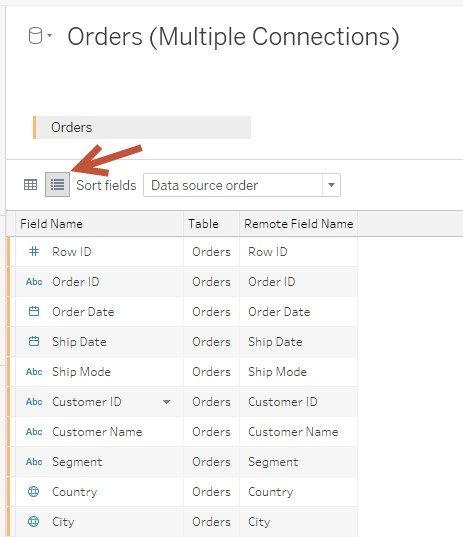 Orders (Multiple Connections)
Orders
Sort fields Data source order
Field Name Table Remote Field Name
# Row ID Orders Row ID
Abc Order ID Orders Order ID
Order Date Orders Order Date
Ship Date Orders Ship Date
Abc Ship Mode Orders Ship Mode
Abc Customer ID Orders Customer ID
Abc Customer Name Orders Customer Name
Abc Segment Orders Segment
Country Orders Country
City Orders City